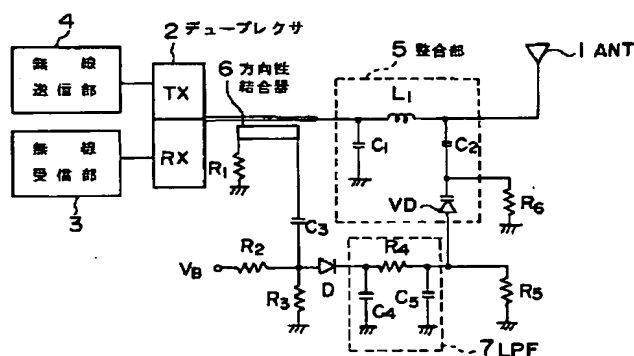 4
無線
送信部
2 デュープレクサ
TX
RX
6 方向性
結合器
5 整合部
1 ANT
L1
C1
C2
VD
R6
無線
受信部
3
R1
C3
VB
R2
R3
D
R4
C4
C5
R5
7 LPF